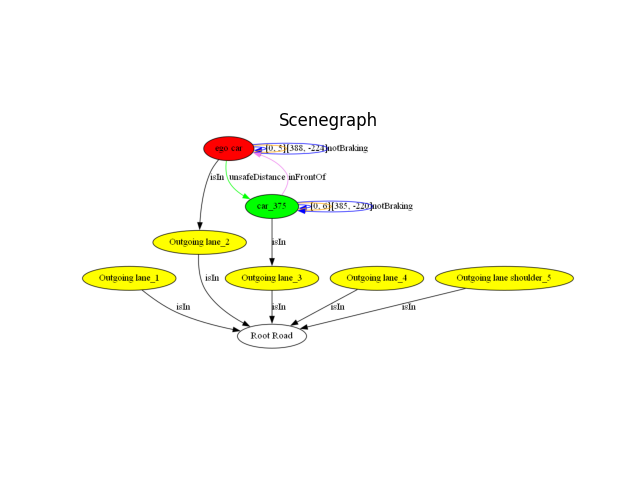 Scenegraph
ego car
[0, 5]
[388, -224]
notBraking
isIn
unsafeDistance
inFrontOf
car_375
[0, 6]
[385, -220]
notBraking
Outgoing lane_2
isIn
Outgoing lane_1
isIn
Outgoing lane_3
Outgoing lane_4
Outgoing lane shoulder_5
isIn
isIn
isIn
isIn
Root Road